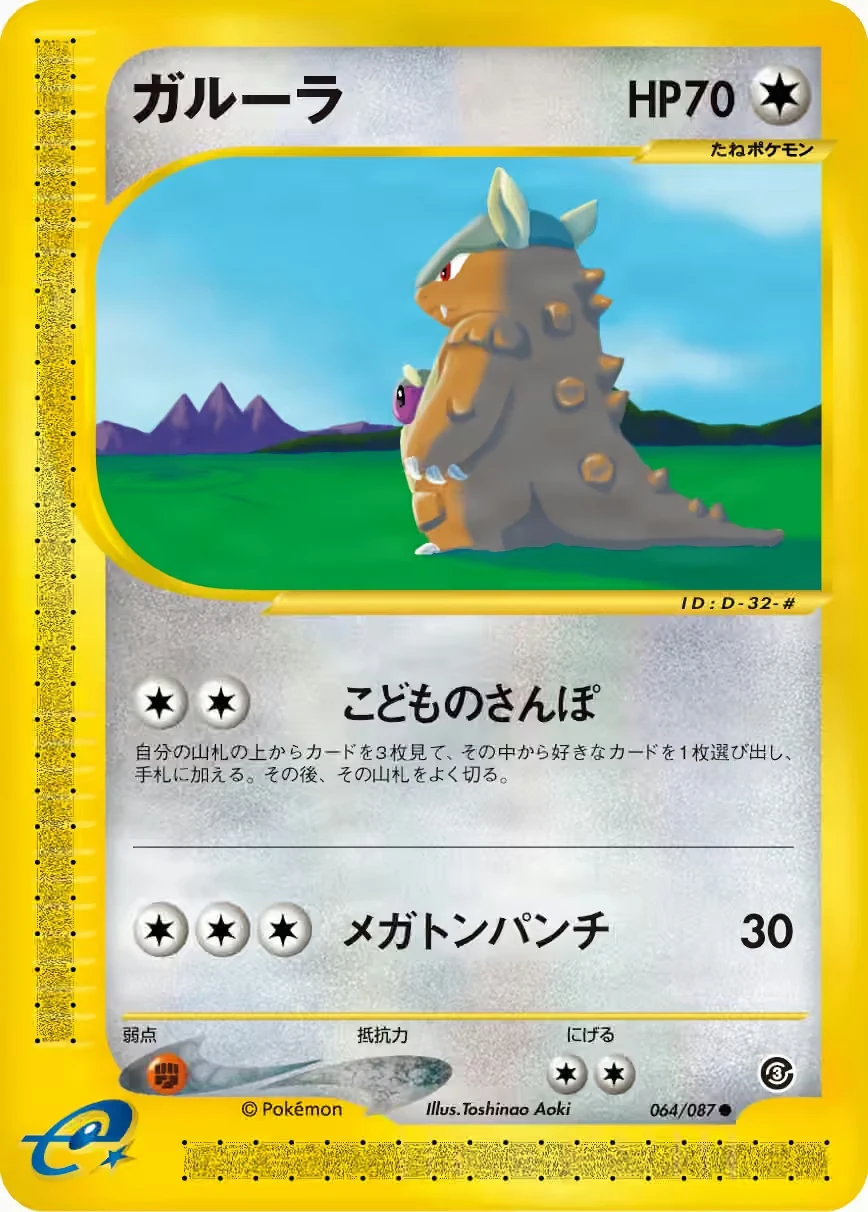 ガルーラ
HP70
たねポケモン
ID:D-32-#
こどものさんぽ
自分の山札の上からカードを3枚見て、その中から好きなカードを1枚選び出し、
手札に加える。その後、その山札をよく切る。
メガトンパンチ 30
弱点 抵抗力 にげる
3
© Pokémon Illus.Toshinao Aoki 064/087●
e